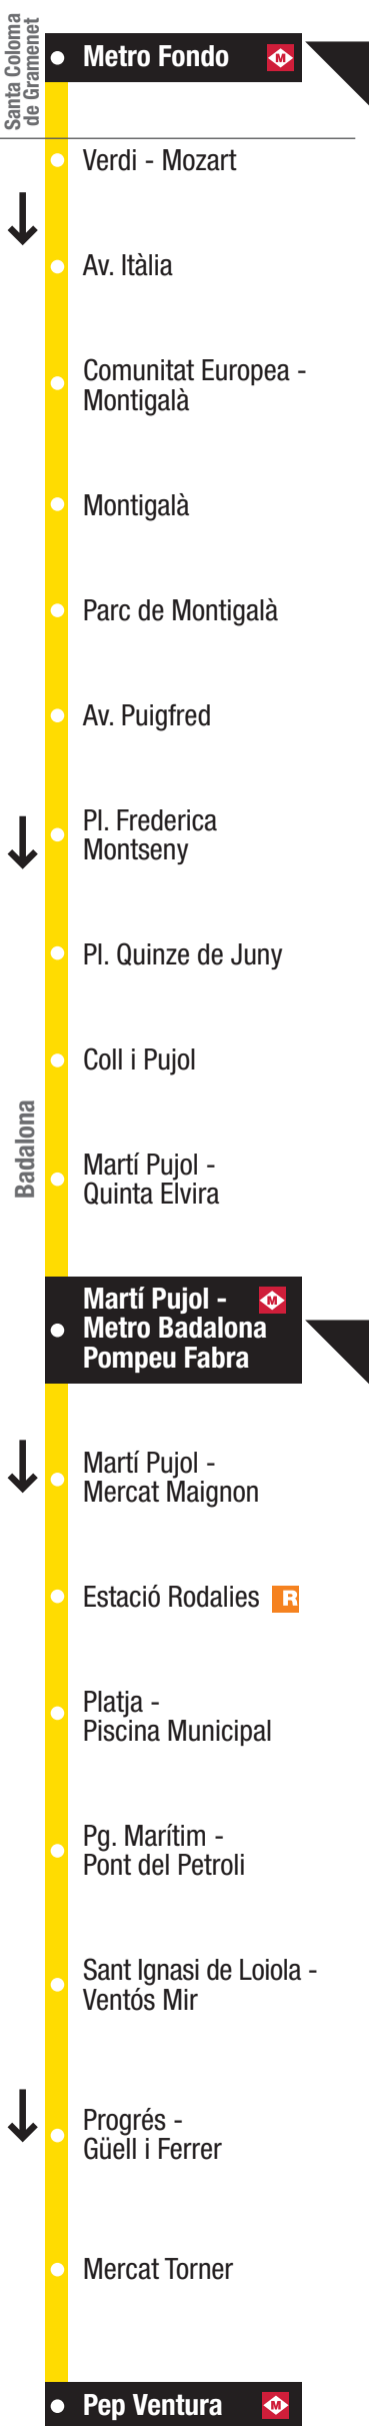 Santa Coloma
de Gramenet
Metro Fondo M
Verdi - Mozart
Av. Itàlia
Comunitat Europea -
Montigalà
Montigalà
Parc de Montigalà
Av. Puigfred
Pl. Frederica
Montseny
Pl. Quinze de Juny
Coll i Pujol
Badalona
Martí Pujol -
Quinta Elvira
Martí Pujol - M
Metro Badalona
Pompeu Fabra
Martí Pujol -
Mercat Maignon
Estació Rodalies R
Platja -
Piscina Municipal
Pg. Marítim -
Pont del Petroli
Sant Ignasi de Loiola -
Ventós Mir
Progrés -
Güell i Ferrer
Mercat Torner
Pep Ventura M